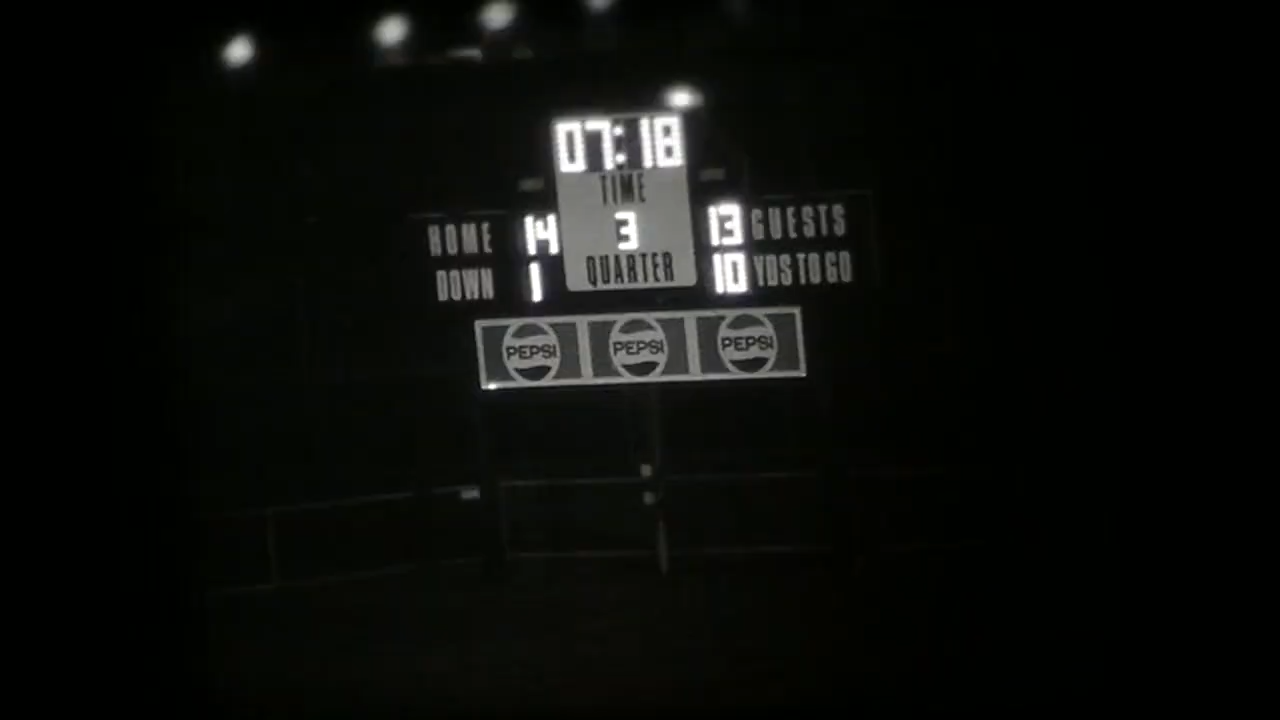 07:18
TIME
HOME 14 3 13 GUESTS
DOWN 1 QUARTER 10 YDS TO GO
PEPSI PEPSI PEPSI